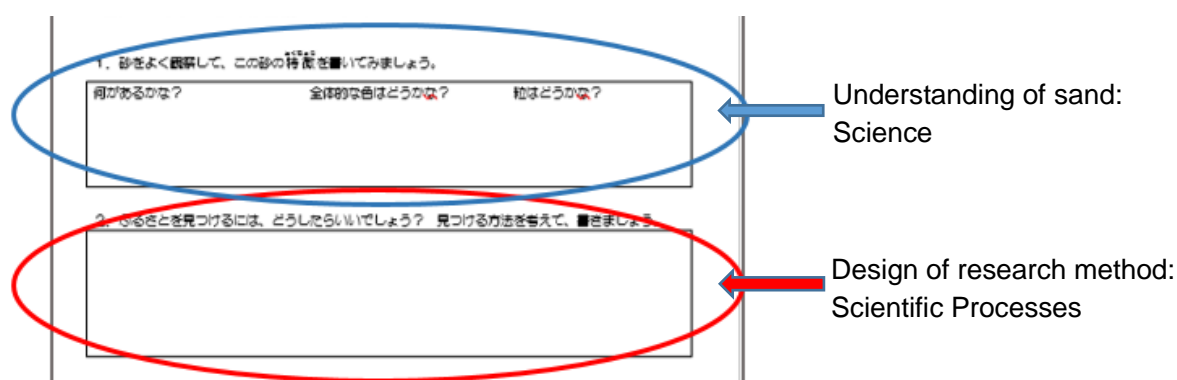 1．砂をよく観察して、この砂の特徴を書いてみましょう。
何があるかな？ 全体的な色はどうかな？ 粒はどうかな？
Understanding of sand:
Science
2．ふるさとを見つけるには、どうしたらいいでしょう？ 見つける方法を考えて、書きましょう。
Design of research method:
Scientific Processes